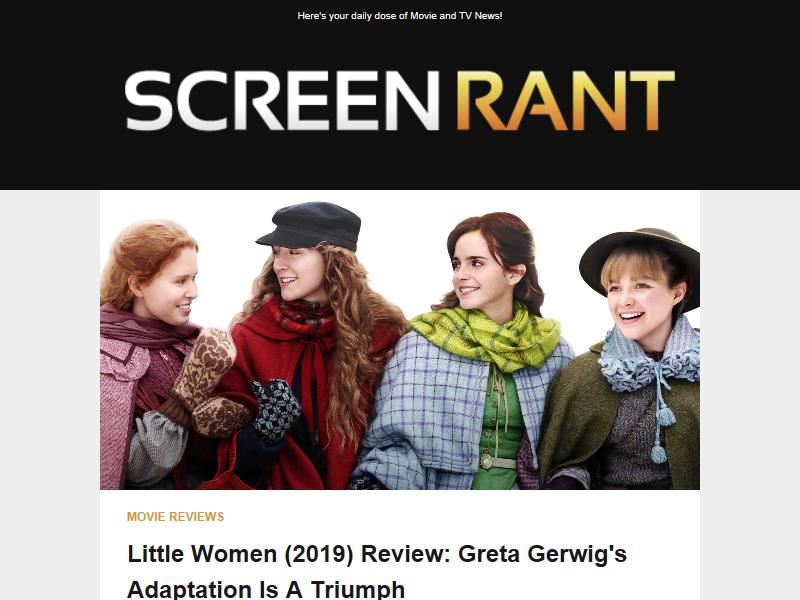 Here's your daily dose of Movie and TV News!
SCREEN RANT
MOVIE REVIEWS
Little Women (2019) Review: Greta Gerwig's
Adaptation Is A Triumph